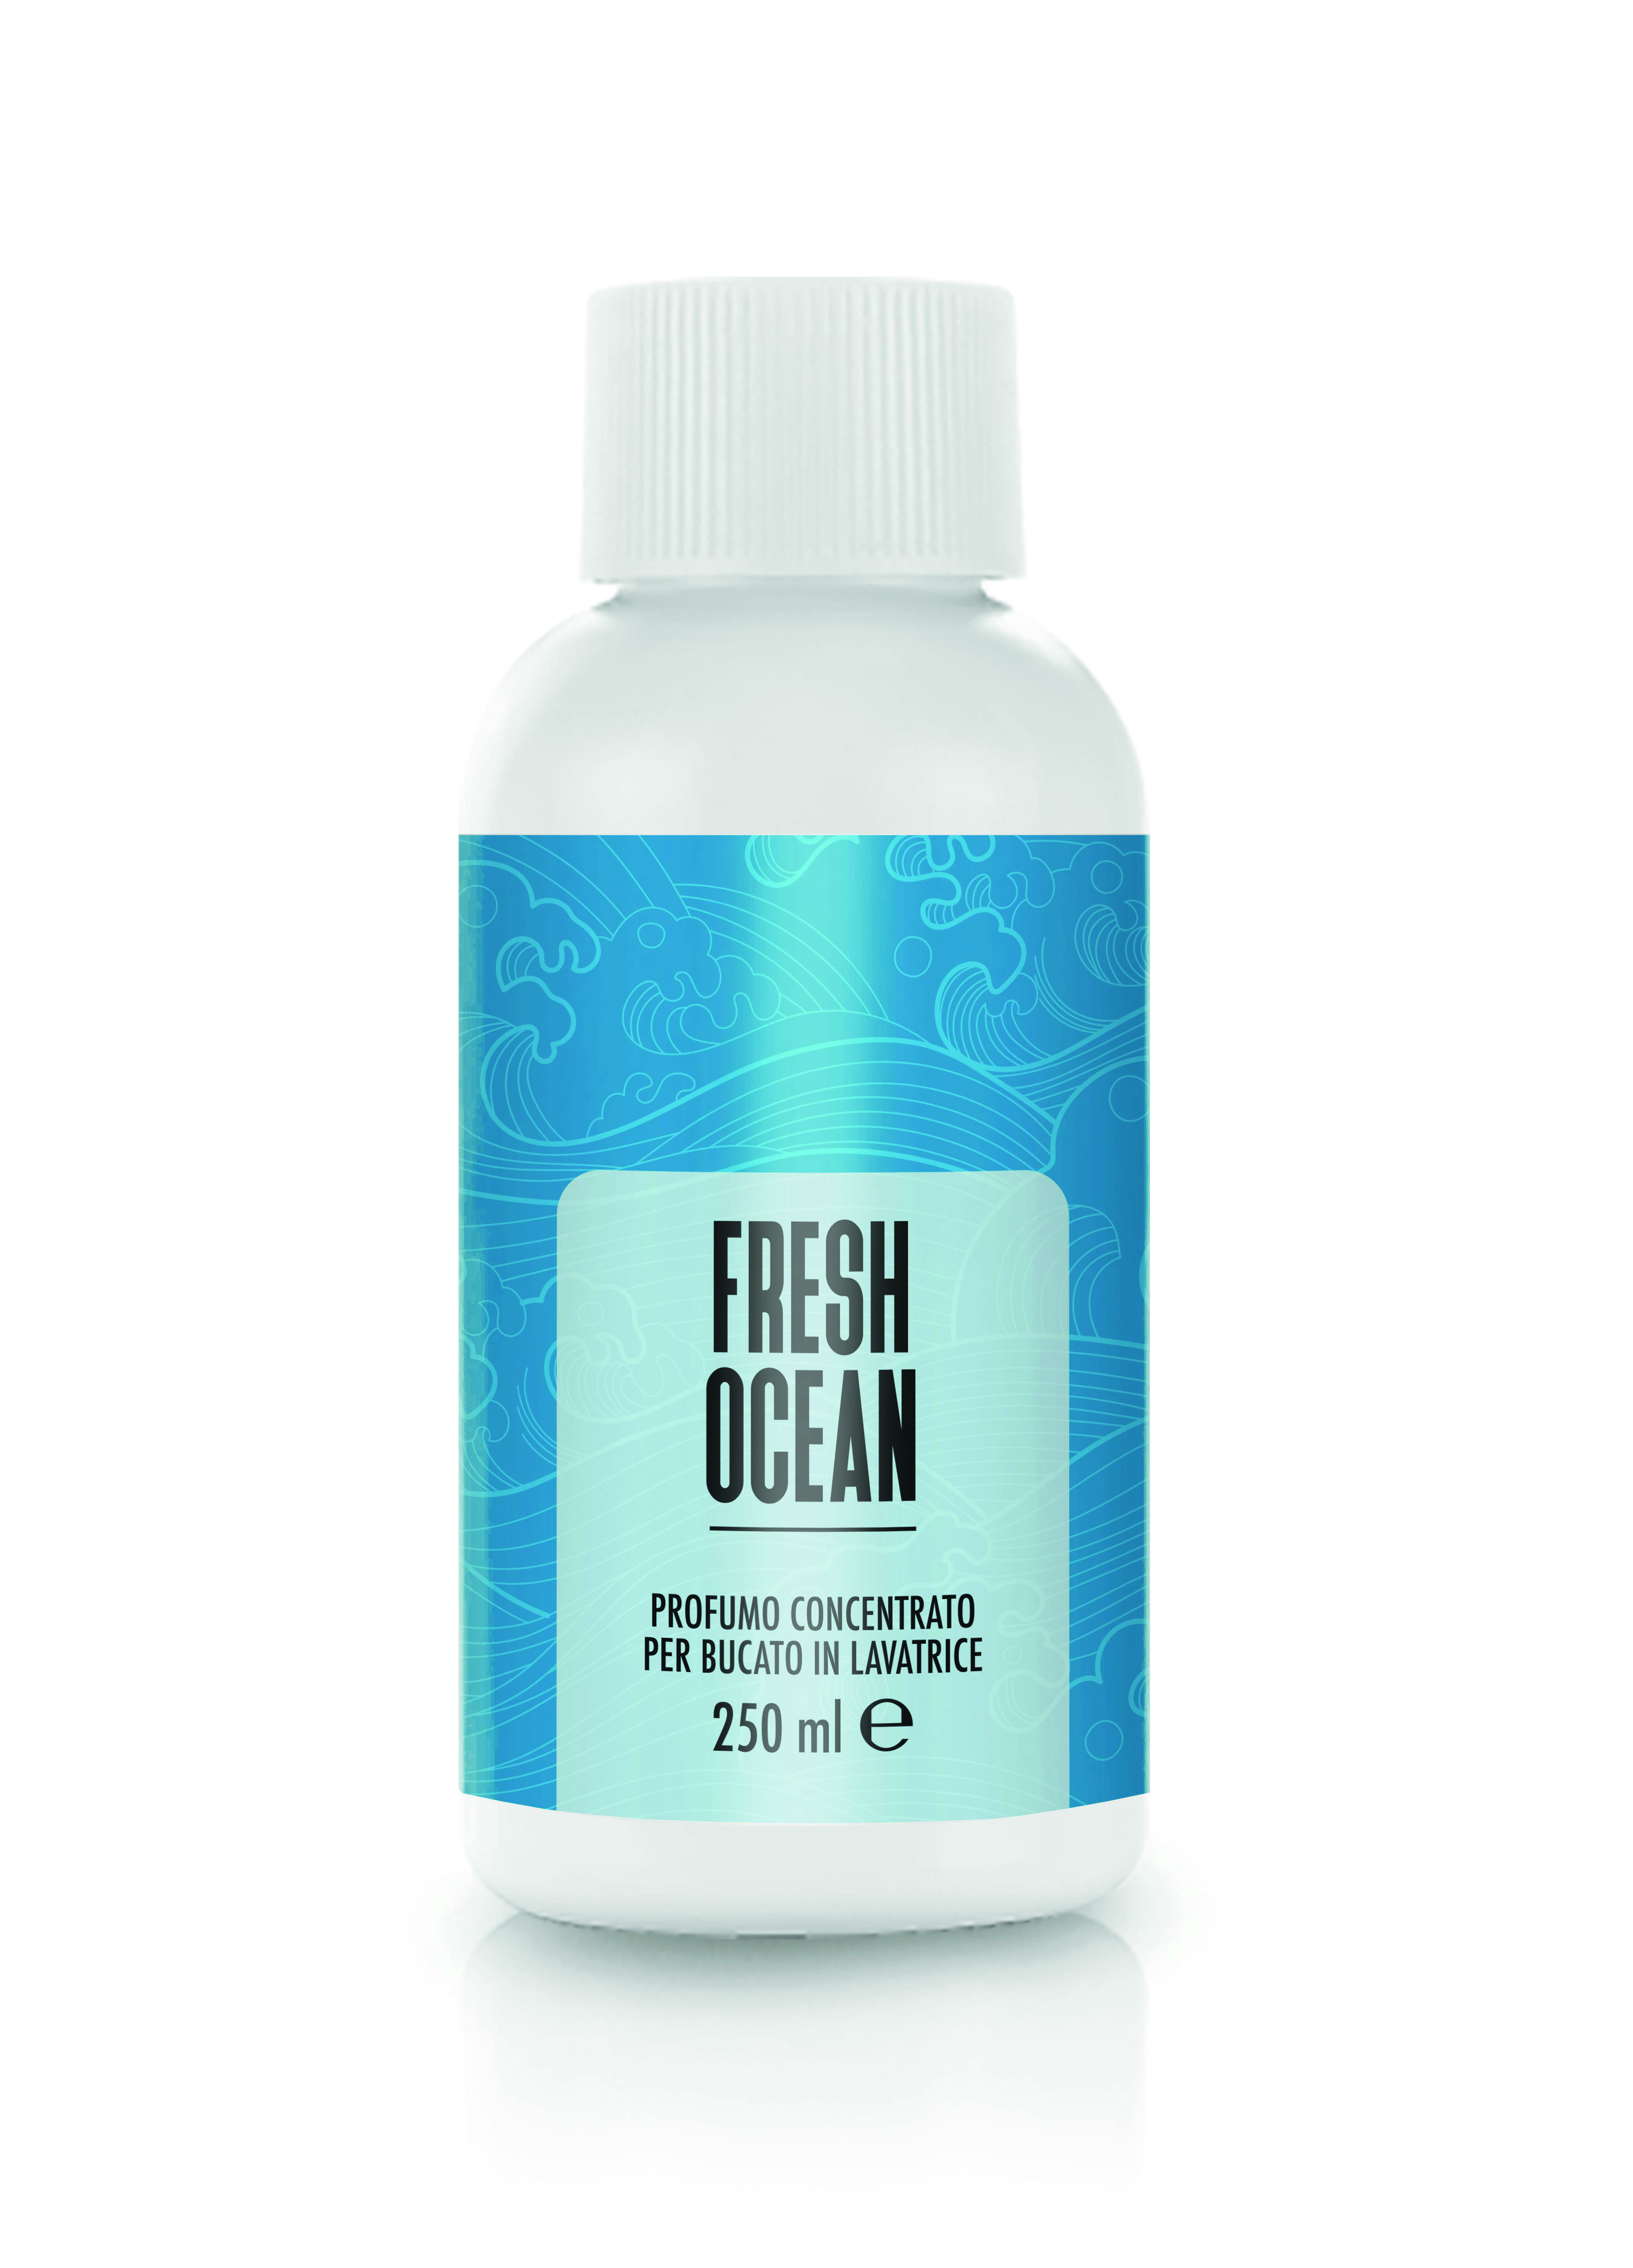 FRESH
OCEAN
PROFUMO CONCENTRATO
PER BUCATO IN LAVATRICE
250 ml ℮